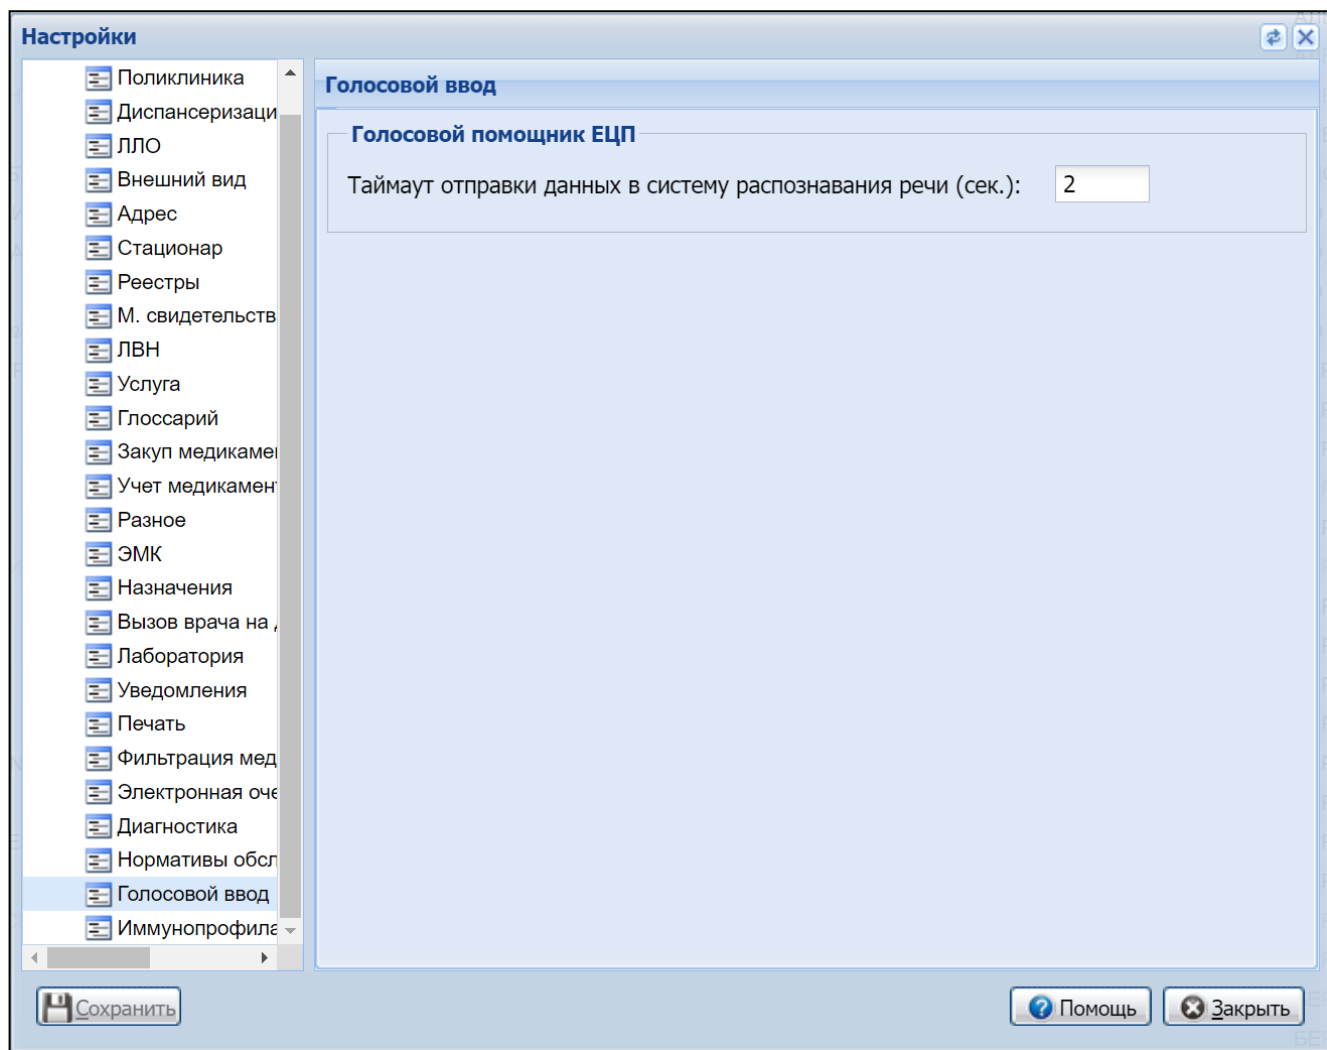 Настройки
Поликлиника
Диспансеризаци
ЛЛО
Внешний вид
Адрес
Стационар
Реестры
М. свидетельств
ЛВН
Услуга
Глоссарий
Закуп медикамен
Учет медикамент
Разное
ЭМК
Назначения
Вызов врача на д
Лаборатория
Уведомления
Печать
Фильтрация мед
Электронная оче
Диагностика
Нормативы обсл
Голосовой ввод
Иммунопрофила
Голосовой ввод
Голосовой помощник ЕЦП
Таймаут отправки данных в систему распознавания речи (сек.): 2
Сохранить
Помощь
Закрыть